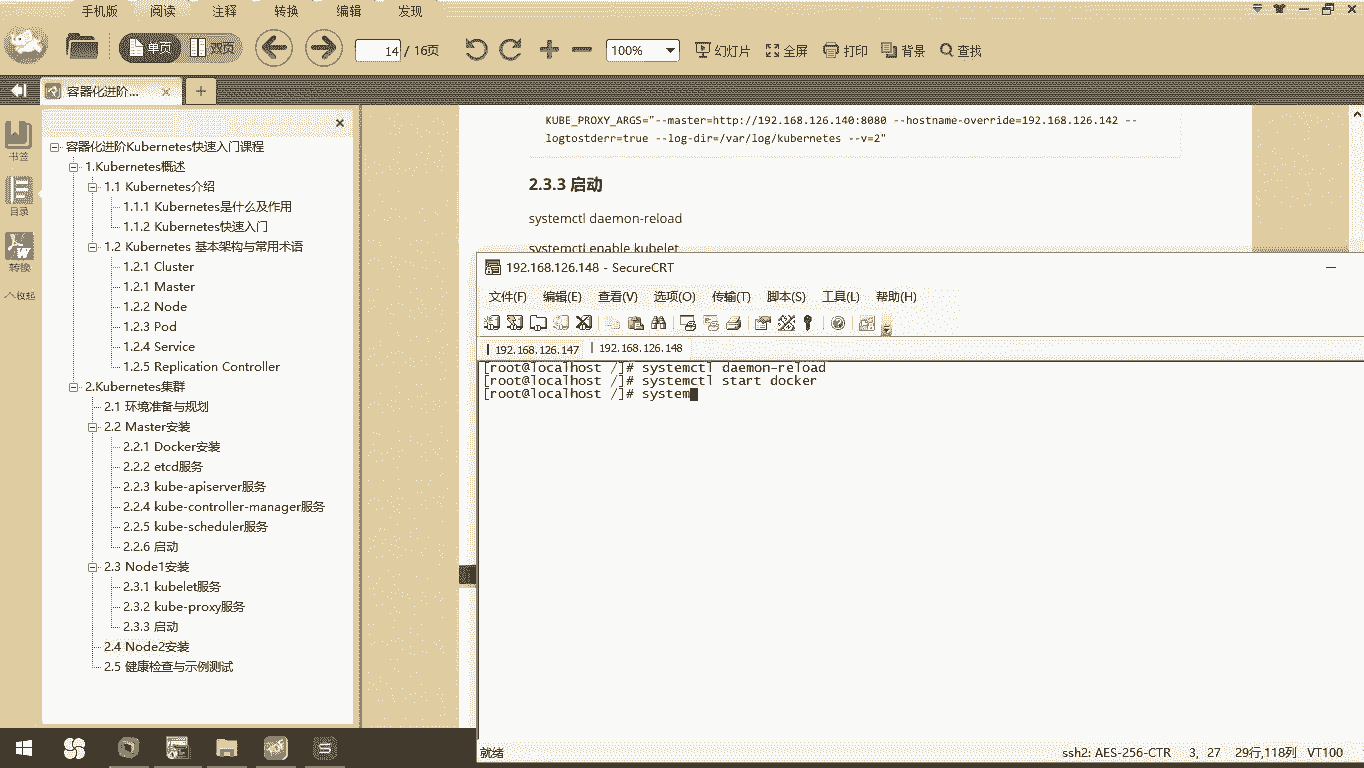 手机版 阅读 注释 转换 编辑 发现
单页 双页 14 / 16页 100% 幻灯片 全屏 打印 背景 查找
容器化进阶...
书签
目录
转换
收起
容器化进阶Kubernetes快速入门课程
1.Kubernetes概述
1.1 Kubernetes介绍
1.1.1 Kubernetes是什么及作用
1.1.2 Kubernetes快速入门
1.2 Kubernetes 基本架构与常用术语
1.2.1 Cluster
1.2.1 Master
1.2.2 Node
1.2.3 Pod
1.2.4 Service
1.2.5 Replication Controller
2.Kubernetes集群
2.1 环境准备与规划
2.2 Master安装
2.2.1 Docker安装
2.2.2 etcd服务
2.2.3 kube-apiserver服务
2.2.4 kube-controller-manager服务
2.2.5 kube-scheduler服务
2.2.6 启动
2.3 Node1安装
2.3.1 kubelet服务
2.3.2 kube-proxy服务
2.3.3 启动
2.4 Node2安装
2.5 健康检查与示例测试
KUBE_PROXY_ARGS="--master=http://192.168.126.140:8080 --hostname-override=192.168.126.142 --
logtostderr=true --log-dir=/var/log/kubernetes --v=2"
2.3.3 启动
systemctl daemon-reload
systemctl enable kubelet
192.168.126.148 - SecureCRT
文件(F) 编辑(E) 查看(V) 选项(O) 传输(T) 脚本(S) 工具(L) 帮助(H)
192.168.126.147 192.168.126.148
[root@localhost /]# systemctl daemon-reload
[root@localhost /]# systemctl start docker
[root@localhost /]# system
就绪 ssh2: AES-256-CTR 3, 27 29行,118列 VT100